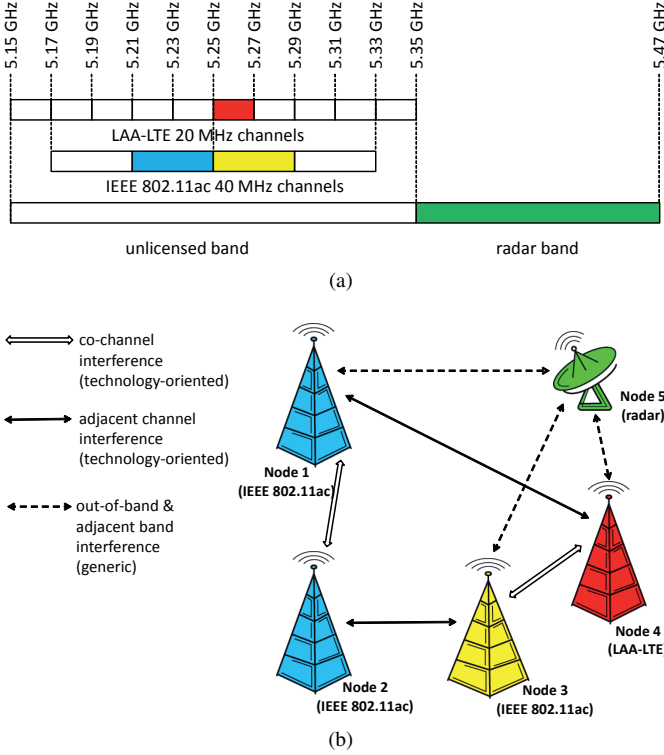 5.15 GHz
5.17 GHz
5.19 GHz
5.21 GHz
5.23 GHz
5.25 GHz
5.27 GHz
5.29 GHz
5.31 GHz
5.33 GHz
5.35 GHz
5.47 GHz
LAA-LTE 20 MHz channels
IEEE 802.11ac 40 MHz channels
unlicensed band
radar band
(a)
co-channel
interference
(technology-oriented)
adjacent channel
interference
(technology-oriented)
out-of-band &
adjacent band
interference
(generic)
Node 1
(IEEE 802.11ac)
Node 5
(radar)
Node 2
(IEEE 802.11ac)
Node 3
(IEEE 802.11ac)
Node 4
(LAA-LTE)
(b)